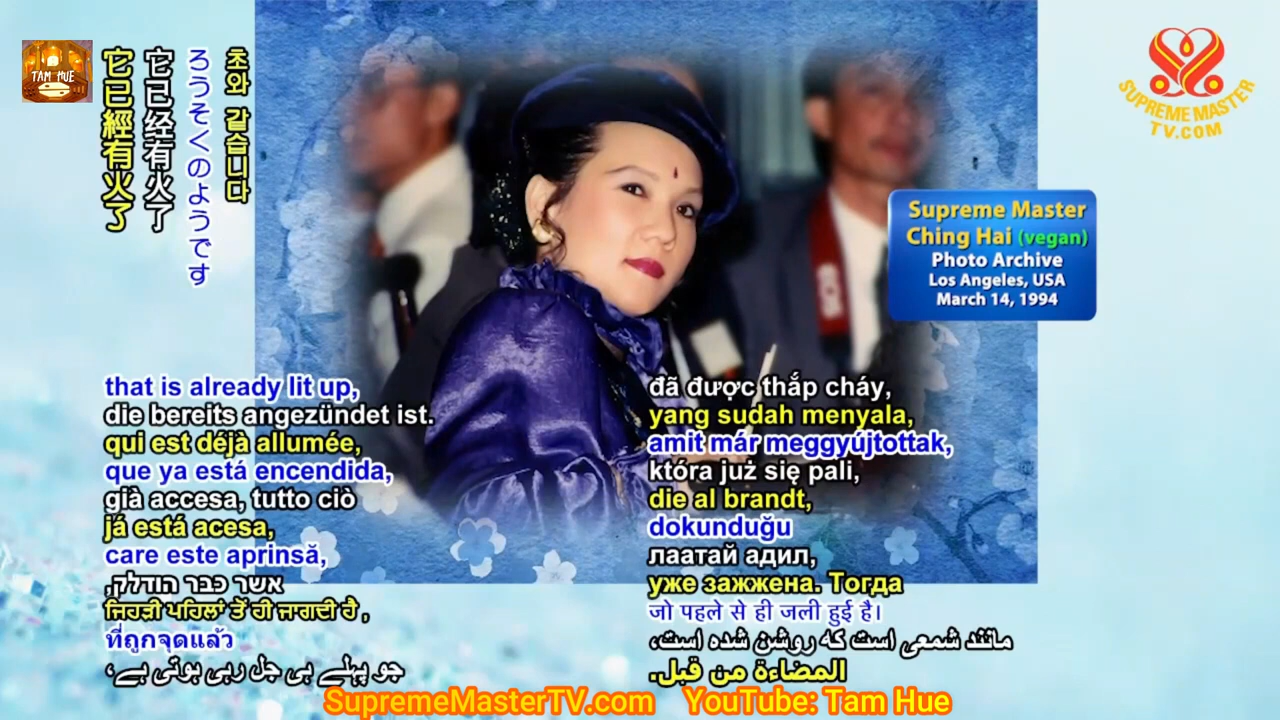 TAM HUE
它已經有火了
它已经有火了
ろうそくのようです
초와 같습니다
SUPREME MASTER
TV.COM
Supreme Master
Ching Hai (vegan)
Photo Archive
Los Angeles, USA
March 14, 1994
that is already lit up,
die bereits angezündet ist.
qui est déjà allumée,
que ya está encendida,
già accesa, tutto ciò
já está acesa,
care este aprinsă,
אשר כבר הודלק,
ਜਿਹੜੀ ਪਹਿਲਾਂ ਤੋਂ ਹੀ ਜਾਗਦੀ ਹੈ ,
ที่ถูกจุดแล้ว
جو پہلے ہی جل رہی ہوتی ہے،
đã được thắp cháy,
yang sudah menyala,
amit már meggyújtottak,
która już się pali,
die al brandt,
dokunduğu
лаатай адил,
уже зажжена. Тогда
जो पहले से ही जली हुई है।
مانند شمعی است که روشن شده است،
المضاءة من قبل.
SupremeMasterTV.com YouTube: Tam Hue